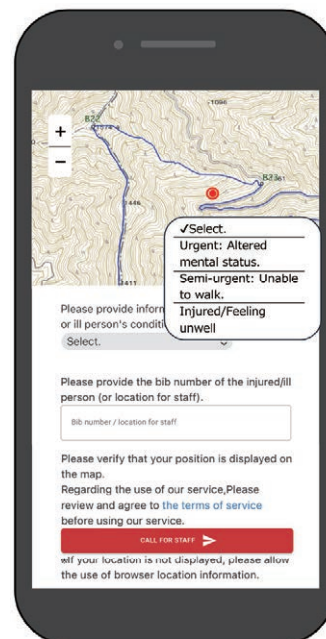 1096
B22
1574
+
−
B23
61
1446
✓Select.
Urgent: Altered
mental status.
Semi-urgent: Unable
to walk.
Injured/Feeling
unwell
1411
Please provide inform
or ill person's conditi
Select.
Please provide the bib number of the injured/ill
person (or location for staff).
Bib number / location for staff
Please verify that your position is displayed on
the map.
Regarding the use of our service,Please
review and agree to the terms of service
before using our service.
CALL FOR STAFF
your location is not displayed, please allow
the use of browser location information.